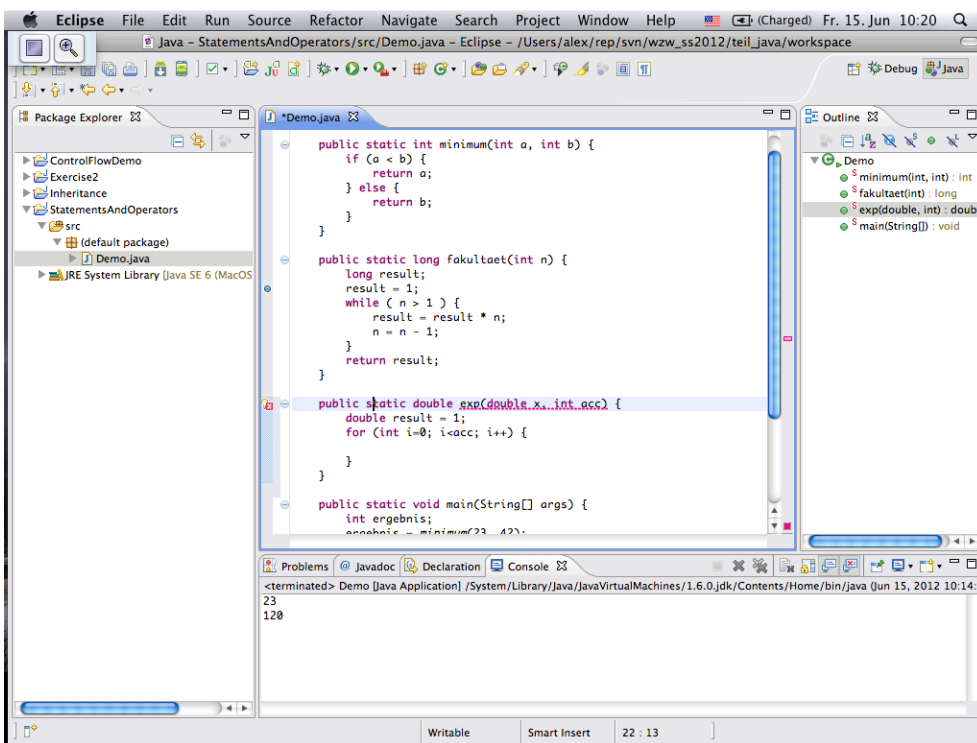 Eclipse File Edit Run Source Refactor Navigate Search Project Window Help (Charged) Fr. 15. Jun 10:20
Java – StatementsAndOperators/src/Demo.java – Eclipse – /Users/alex/rep/svn/wzw_ss2012/teil_java/workspace
Debug Java
Package Explorer
ControlFlowDemo
Exercise2
Inheritance
StatementsAndOperators
src
(default package)
Demo.java
JRE System Library [Java SE 6 (MacOS
*Demo.java
public static int minimum(int a, int b) {
if (a < b) {
return a;
} else {
return b;
}
}
public static long fakultaet(int n) {
long result;
result = 1;
while ( n > 1 ) {
result = result * n;
n = n - 1;
}
return result;
}
public static double exp(double x, int acc) {
double result = 1;
for (int i=0; i<acc; i++) {
}
}
public static void main(String[] args) {
int ergebnis;
ergebnis = minimum(23, 42);
Outline
Demo
minimum(int, int) : int
fakultaet(int) : long
exp(double, int) : doub
main(String[]) : void
Problems @ Javadoc Declaration Console
<terminated> Demo [Java Application] /System/Library/Java/JavaVirtualMachines/1.6.0.jdk/Contents/Home/bin/java (Jun 15, 2012 10:14:
23
120
Writable Smart Insert 22 : 13